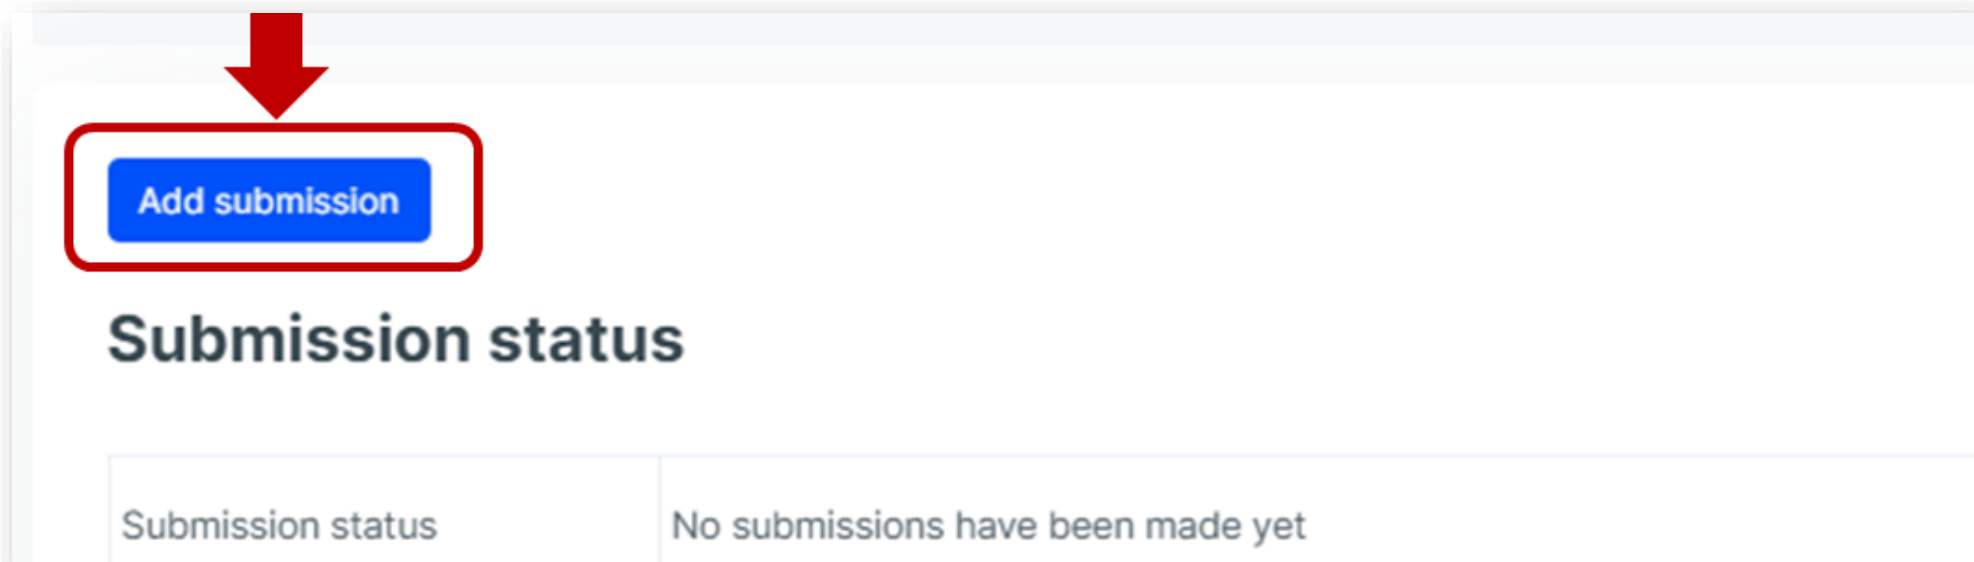 Add submission
Submission status
Submission status
No submissions have been made yet